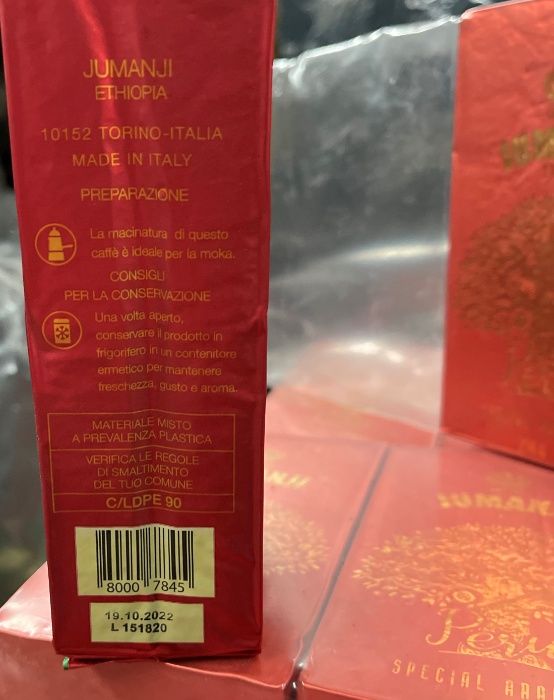 JUMANJI
ETHIOPIA
10152 TORINO-ITALIA
MADE IN ITALY
PREPARAZIONE
La macinatura di questo
caffè è ideale per la moka.
CONSIGLI
PER LA CONSERVAZIONE
Una volta aperto,
conservare il prodotto in
frigorifero in un contenitore
ermetico per mantenere
freschezza, gusto e aroma.
MATERIALE MISTO
A PREVALENZA PLASTICA
VERIFICA LE REGOLE
DI SMALTIMENTO
DEL TUO COMUNE
C/LDPE 90
8000 7845
19.10.2022
L 151820
SPECIAL